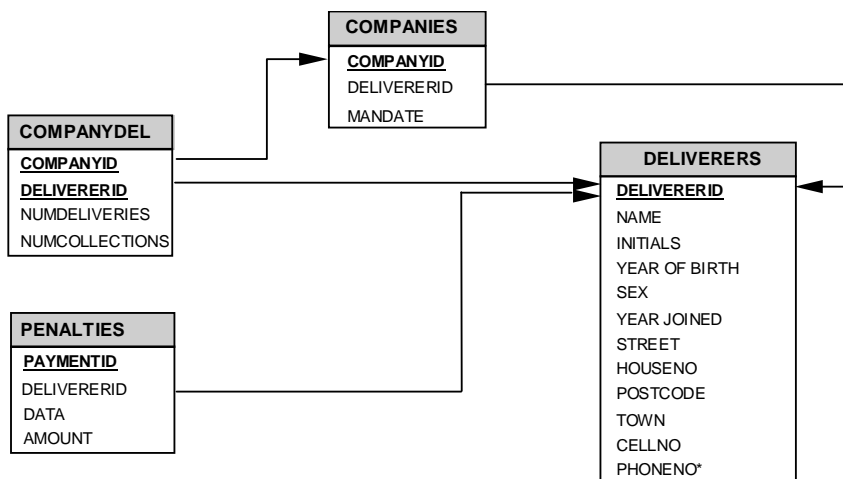 COMPANIES
COMPANYID
DELIVERERID
MANDATE
COMPANYDEL
COMPANYID
DELIVERERID
NUMDELIVERIES
NUMCOLLECTIONS
DELIVERERS
DELIVERERID
NAME
INITIALS
YEAR OF BIRTH
SEX
YEAR JOINED
STREET
HOUSENO
POSTCODE
TOWN
CELLNO
PHONENO*
PENALTIES
PAYMENTID
DELIVERERID
DATA
AMOUNT